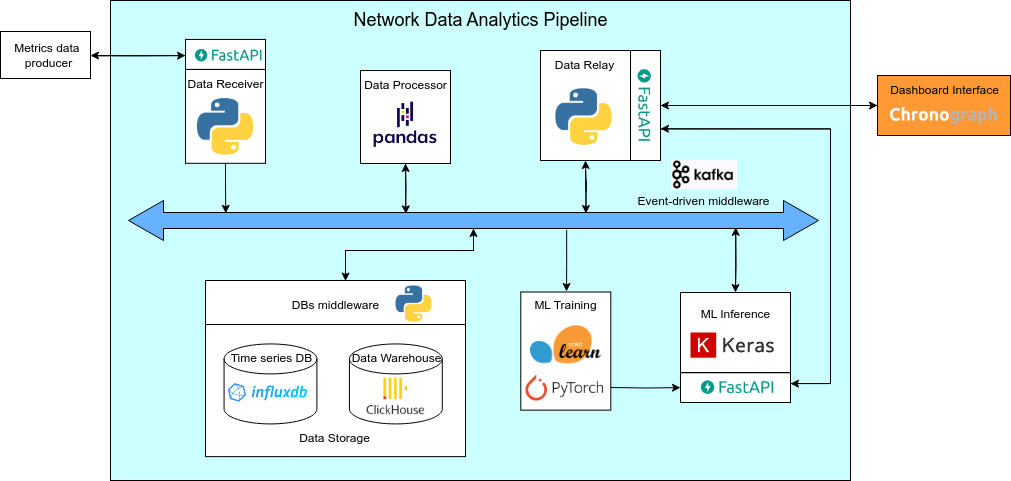 Network Data Analytics Pipeline
Metrics data
producer
FastAPI
Data Receiver
Data Processor
pandas
Data Relay
FastAPI
Dashboard Interface
Chronograph
kafka
Event-driven middleware
DBs middleware
Time series DB
influxdb
Data Warehouse
ClickHouse
Data Storage
ML Training
scikit
learn
PyTorch
ML Inference
K Keras
FastAPI